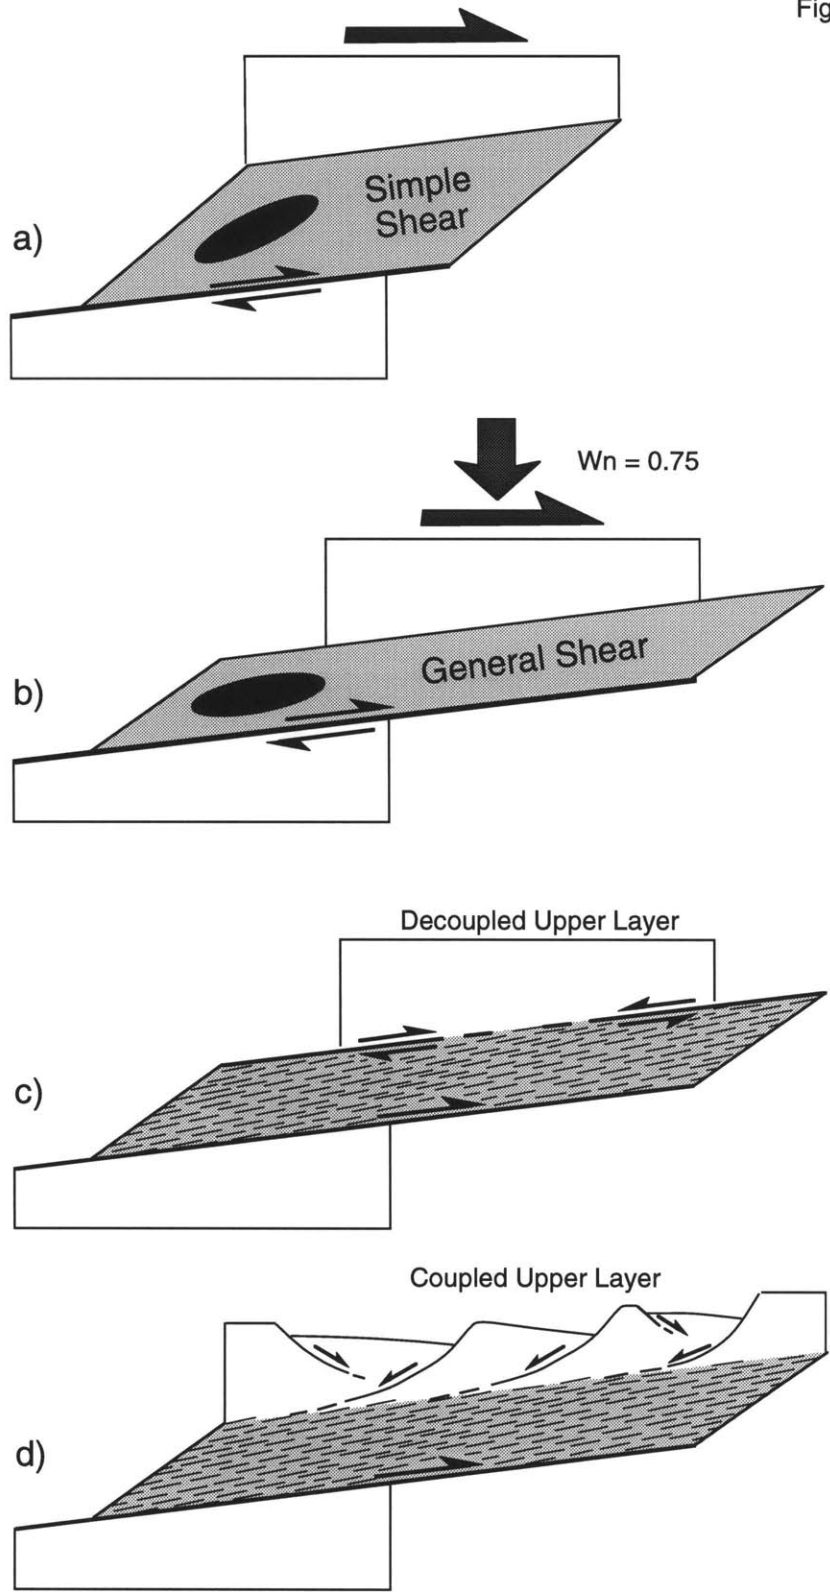 Fig
Simple
Shear
a)
Wn = 0.75
General Shear
b)
Decoupled Upper Layer
c)
Coupled Upper Layer
d)